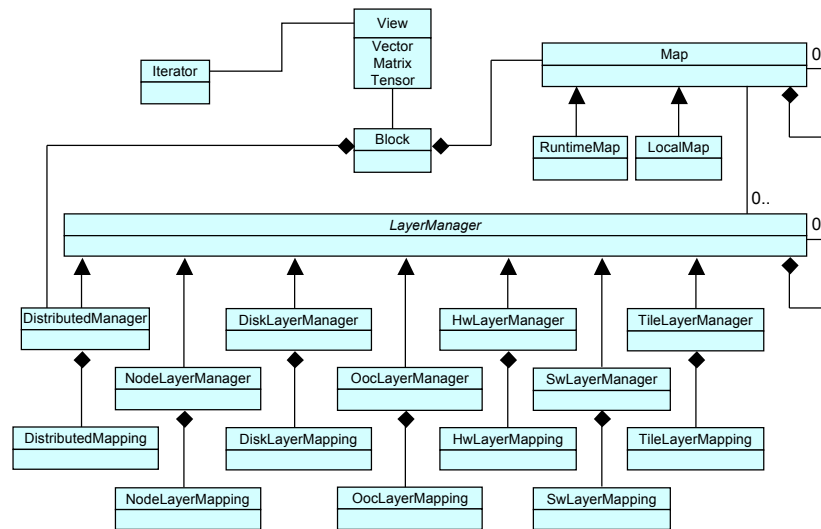 View
Vector
Matrix
Tensor
Iterator
Map
0
Block
RuntimeMap
LocalMap
0..
LayerManager
0
DistributedManager
DiskLayerManager
HwLayerManager
TileLayerManager
NodeLayerManager
OocLayerManager
SwLayerManager
DistributedMapping
DiskLayerMapping
HwLayerMapping
TileLayerMapping
NodeLayerMapping
OocLayerMapping
SwLayerMapping